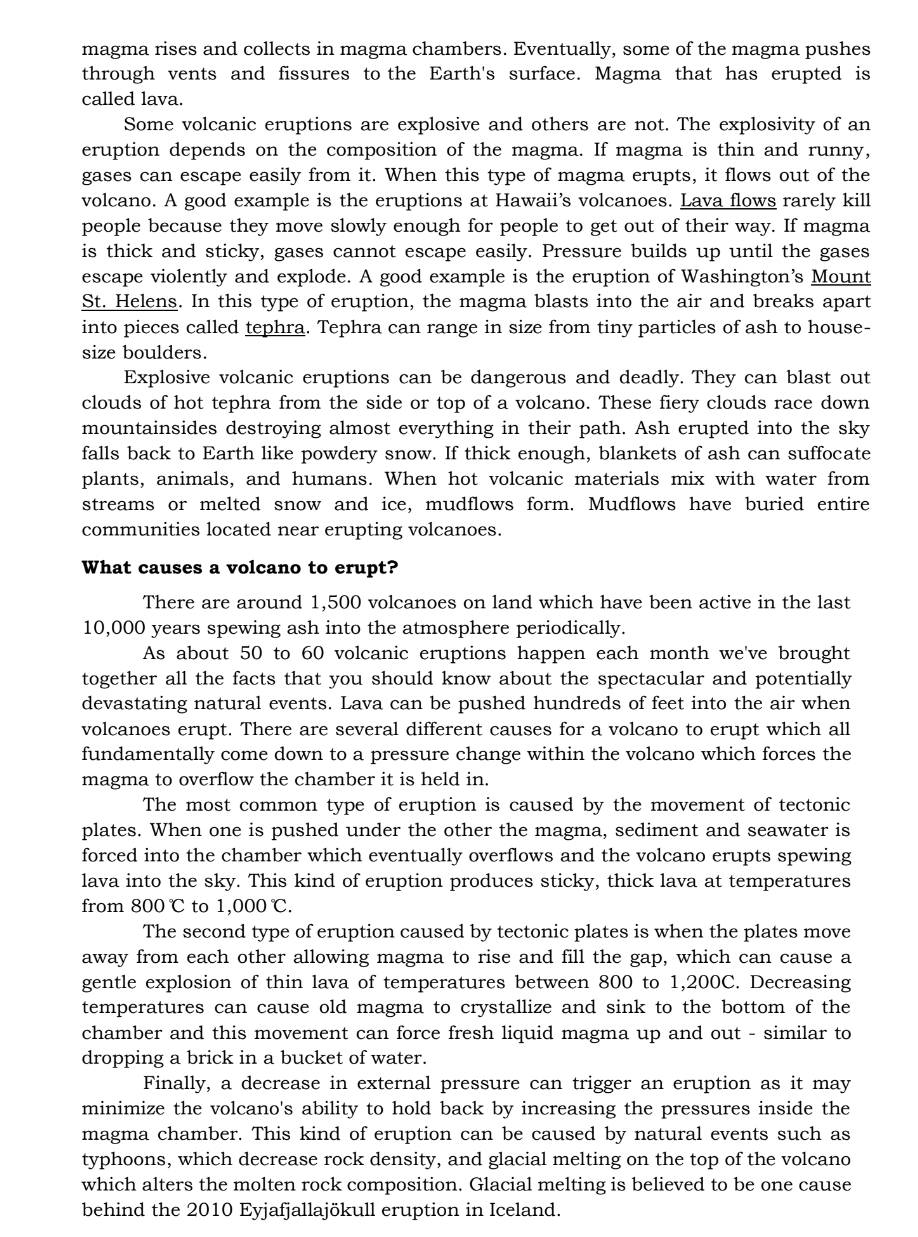 magma rises and collects in magma chambers. Eventually, some of the magma pushes
through vents and fissures to the Earth's surface. Magma that has erupted is
called lava.
Some volcanic eruptions are explosive and others are not. The explosivity of an
eruption depends on the composition of the magma. If magma is thin and runny,
gases can escape easily from it. When this type of magma erupts, it flows out of the
volcano. A good example is the eruptions at Hawaii’s volcanoes. Lava flows rarely kill
people because they move slowly enough for people to get out of their way. If magma
is thick and sticky, gases cannot escape easily. Pressure builds up until the gases
escape violently and explode. A good example is the eruption of Washington’s Mount
St. Helens. In this type of eruption, the magma blasts into the air and breaks apart
into pieces called tephra. Tephra can range in size from tiny particles of ash to house-
size boulders.
Explosive volcanic eruptions can be dangerous and deadly. They can blast out
clouds of hot tephra from the side or top of a volcano. These fiery clouds race down
mountainsides destroying almost everything in their path. Ash erupted into the sky
falls back to Earth like powdery snow. If thick enough, blankets of ash can suffocate
plants, animals, and humans. When hot volcanic materials mix with water from
streams or melted snow and ice, mudflows form. Mudflows have buried entire
communities located near erupting volcanoes.
What causes a volcano to erupt?
There are around 1,500 volcanoes on land which have been active in the last
10,000 years spewing ash into the atmosphere periodically.
As about 50 to 60 volcanic eruptions happen each month we've brought
together all the facts that you should know about the spectacular and potentially
devastating natural events. Lava can be pushed hundreds of feet into the air when
volcanoes erupt. There are several different causes for a volcano to erupt which all
fundamentally come down to a pressure change within the volcano which forces the
magma to overflow the chamber it is held in.
The most common type of eruption is caused by the movement of tectonic
plates. When one is pushed under the other the magma, sediment and seawater is
forced into the chamber which eventually overflows and the volcano erupts spewing
lava into the sky. This kind of eruption produces sticky, thick lava at temperatures
from 800℃ to 1,000℃.
The second type of eruption caused by tectonic plates is when the plates move
away from each other allowing magma to rise and fill the gap, which can cause a
gentle explosion of thin lava of temperatures between 800 to 1,200C. Decreasing
temperatures can cause old magma to crystallize and sink to the bottom of the
chamber and this movement can force fresh liquid magma up and out - similar to
dropping a brick in a bucket of water.
Finally, a decrease in external pressure can trigger an eruption as it may
minimize the volcano's ability to hold back by increasing the pressures inside the
magma chamber. This kind of eruption can be caused by natural events such as
typhoons, which decrease rock density, and glacial melting on the top of the volcano
which alters the molten rock composition. Glacial melting is believed to be one cause
behind the 2010 Eyjafjallajökull eruption in Iceland.